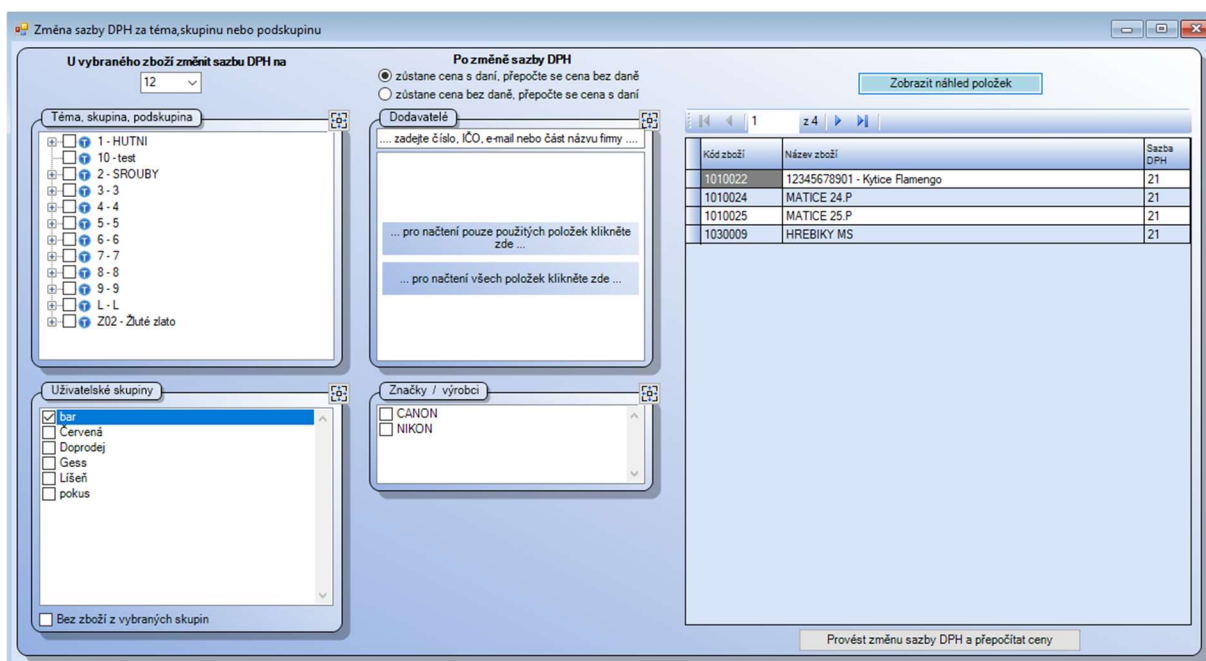 Změna sazby DPH za téma,skupinu nebo podskupinu
U vybraného zboží změnit sazbu DPH na
12
Po změně sazby DPH
zůstane cena s daní, přepočte se cena bez daně
zůstane cena bez daně, přepočte se cena s daní
Zobrazit náhled položek
Téma, skupina, podskupina
1 - HUTNI
10 - test
2 - SROUBY
3 - 3
4 - 4
5 - 5
6 - 6
7 - 7
8 - 8
9 - 9
L - L
Z02 - Žluté zlato
Dodavatelé
.... zadejte číslo, IČO, e-mail nebo část názvu firmy ....
... pro načtení pouze použitých položek klikněte
zde ...
... pro načtení všech položek klikněte zde ...
1 z 4
Kód zboží Název zboží Sazba
DPH
1010022 12345678901 - Kytice Flamengo 21
1010024 MATICE 24.P 21
1010025 MATICE 25.P 21
1030009 HREBIKY MS 21
Uživatelské skupiny
bar
Červená
Doprodej
Gess
Líšeň
pokus
Bez zboží z vybraných skupin
Značky / výrobci
CANON
NIKON
Provést změnu sazby DPH a přepočítat ceny